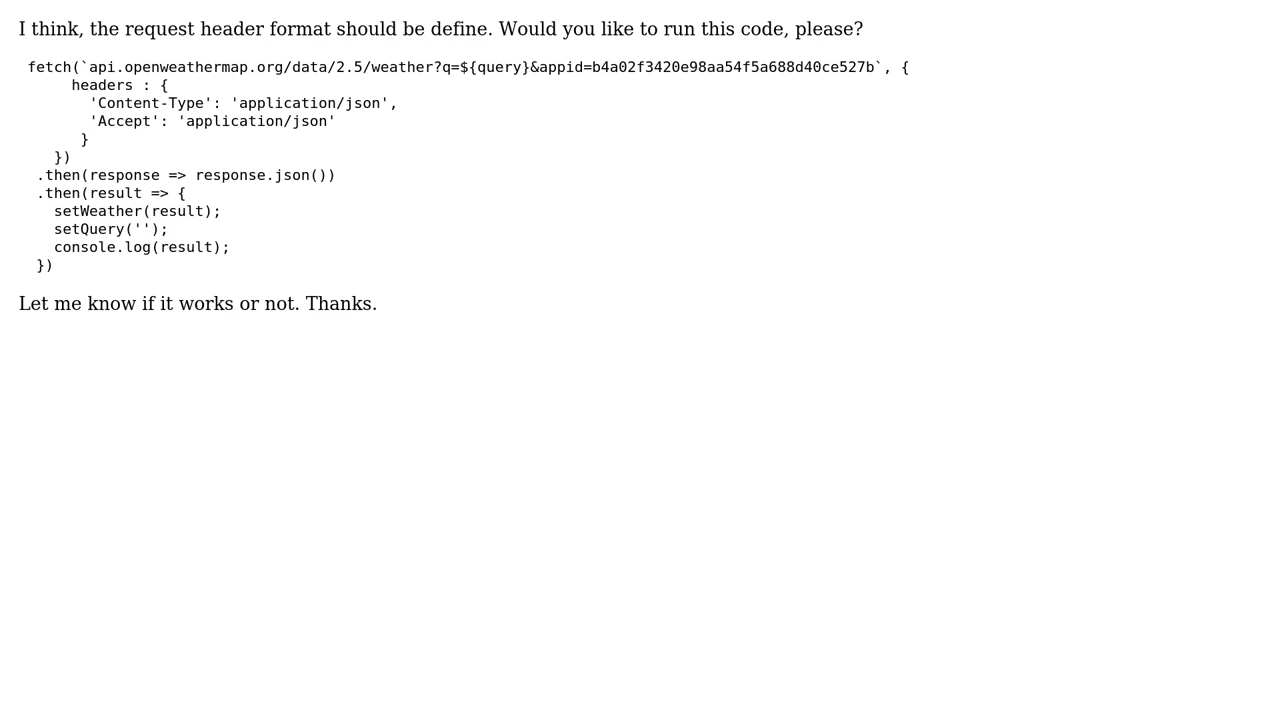 I think, the request header format should be define. Would you like to run this code, please?
fetch(`api.openweathermap.org/data/2.5/weather?q=${query}&appid=b4a02f3420e98aa54f5a688d40ce527b`, {
headers : {
'Content-Type': 'application/json',
'Accept': 'application/json'
}
})
.then(response => response.json())
.then(result => {
setWeather(result);
setQuery('');
console.log(result);
})
Let me know if it works or not. Thanks.